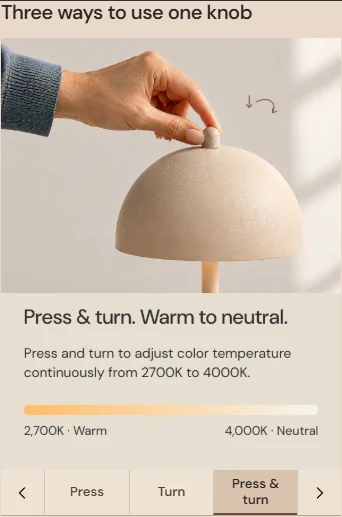 Three ways to use one knob
Press & turn. Warm to neutral.
Press and turn to adjust color temperature
continuously from 2700K to 4000K.
2,700K · Warm
4,000K · Neutral
Press
Turn
Press &
turn